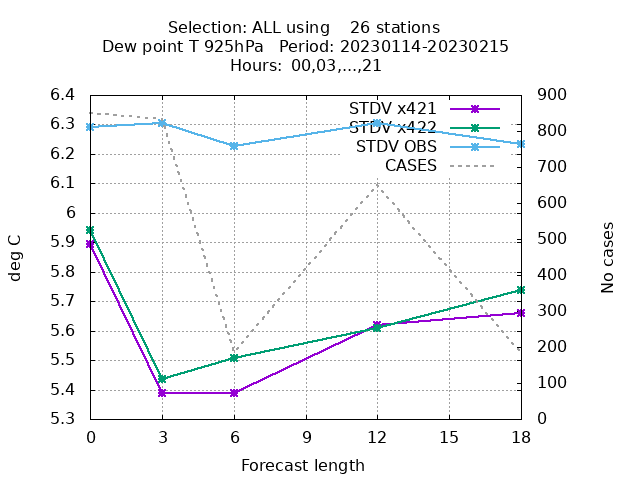 Selection: ALL using    26 stations
Dew point T 925hPa   Period: 20230114-20230215
Hours:  00,03,...,21
6.4
6.3
6.2
6.1
6
5.9
5.8
5.7
5.6
5.5
5.4
5.3
deg C
STDV x421
STDV x422
STDV OBS
CASES
900
800
700
600
500
400
300
200
100
0
No cases
0 3 6 9 12 15 18
Forecast length